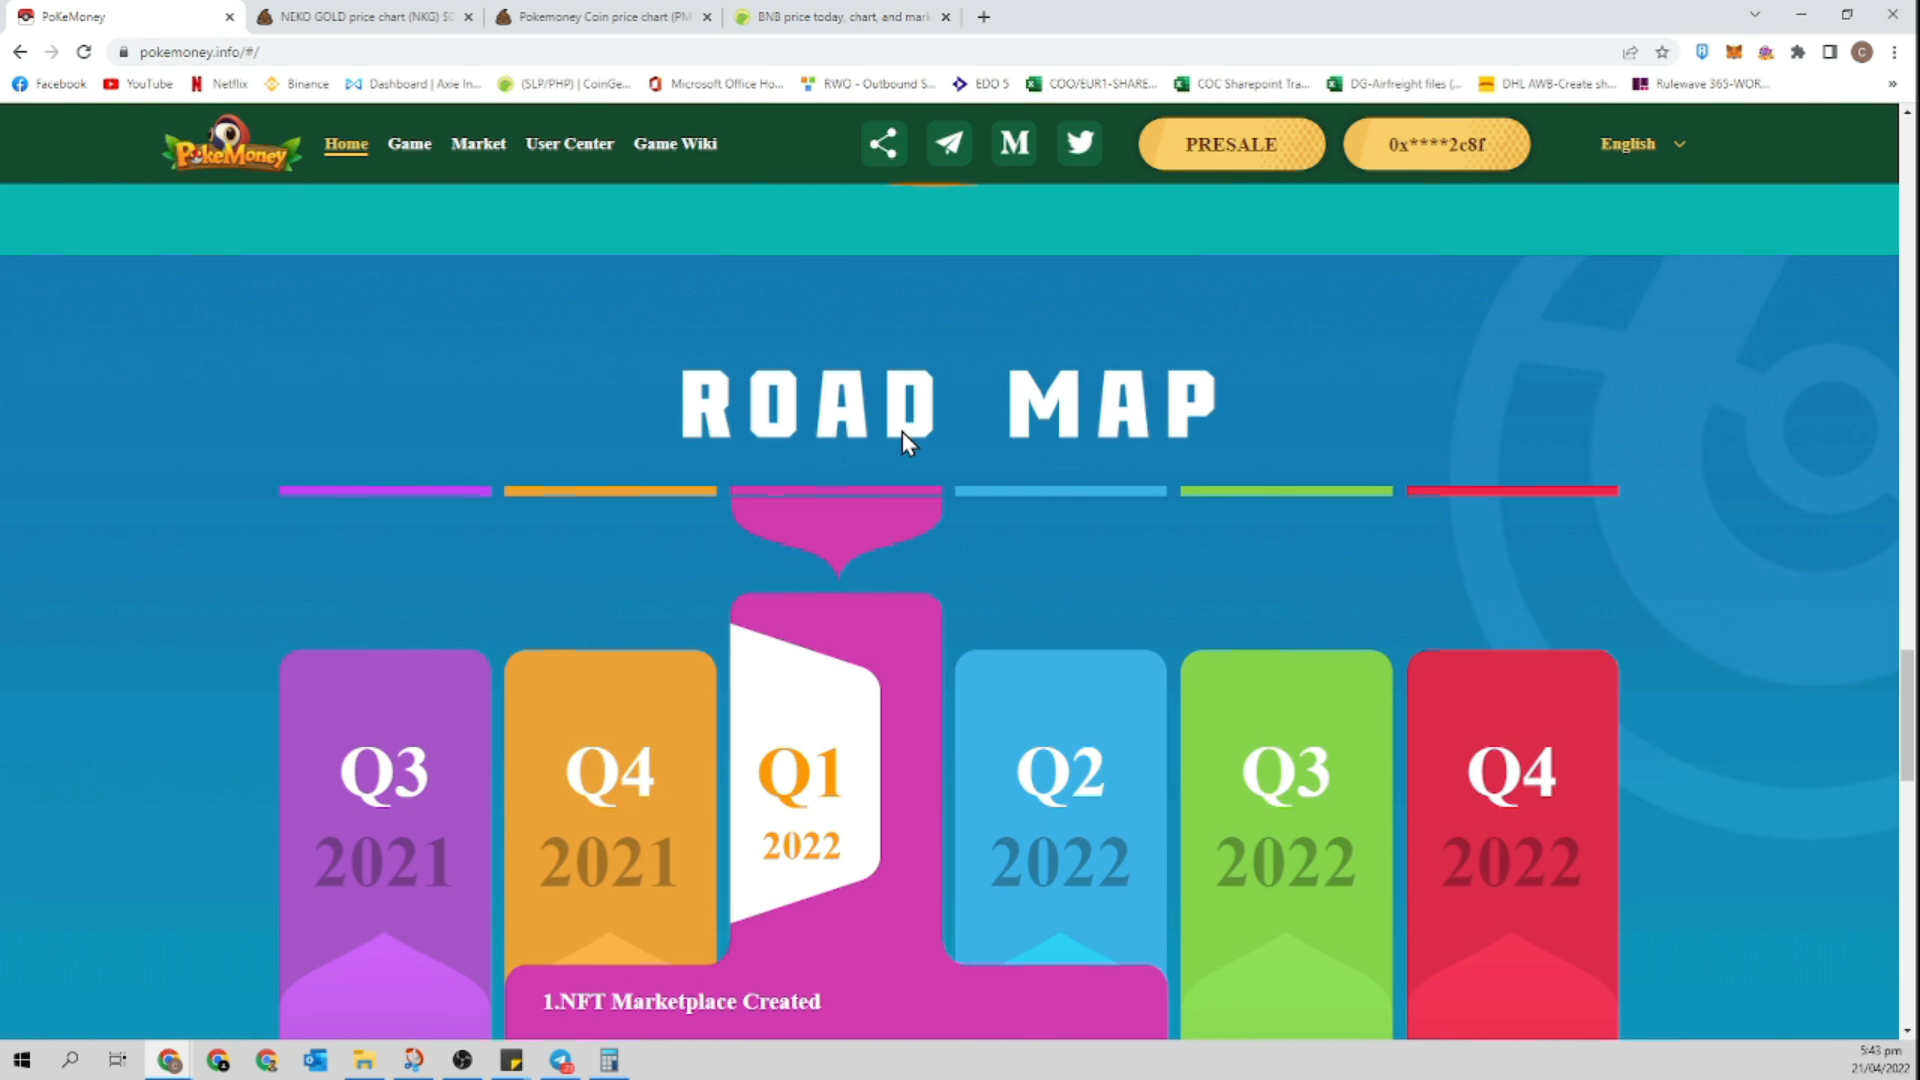 PoKeMoney
NEKO GOLD price chart (NKG) $0
Pokemoney Coin price chart (PMT
BNB price today, chart, and mark
pokemoney.info/#/
Facebook
YouTube
Netflix
Binance
Dashboard | Axie In...
(SLP/PHP) | CoinGe...
Microsoft Office Ho...
RWO - Outbound S...
EDO 5
COO/EUR1-SHARE...
COC Sharepoint Tra...
DG-Airfreight files (...
DHL AWB-Create sh...
Rulewave 365-WOR...
PokeMoney
Home
Game
Market
User Center
Game Wiki
PRESALE
0x****2c8f
English
ROAD MAP
Q3
2021
Q4
2021
Q1
2022
Q2
2022
Q3
2022
Q4
2022
1.NFT Marketplace Created
5:43 pm
21/04/2022